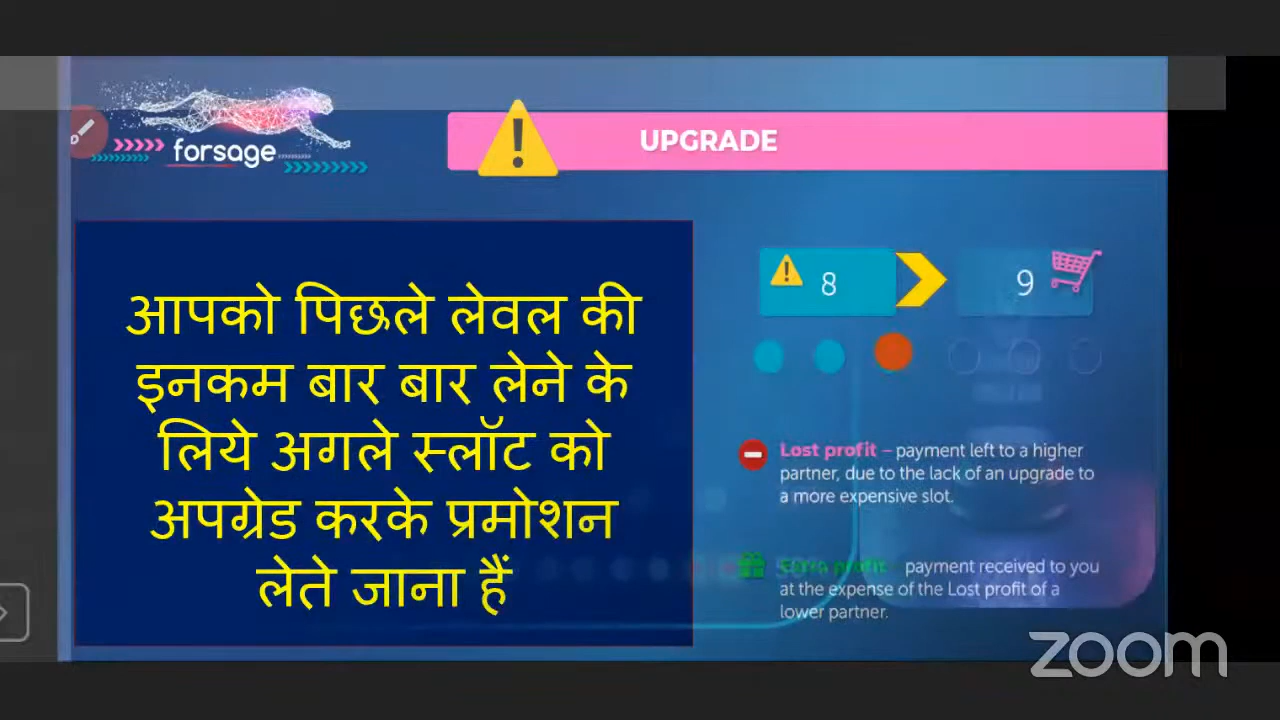 forsage
UPGRADE
आपको पिछले लेवल की
इनकम बार बार लेने के
लिये अगले स्लॉट को
अपग्रेड करके प्रमोशन
लेते जाना हैं
8
9
Lost profit – payment left to a higher
partner, due to the lack of an upgrade to
a more expensive slot.
Extra profit – payment received to you
at the expense of the Lost profit of a
lower partner.
zoom